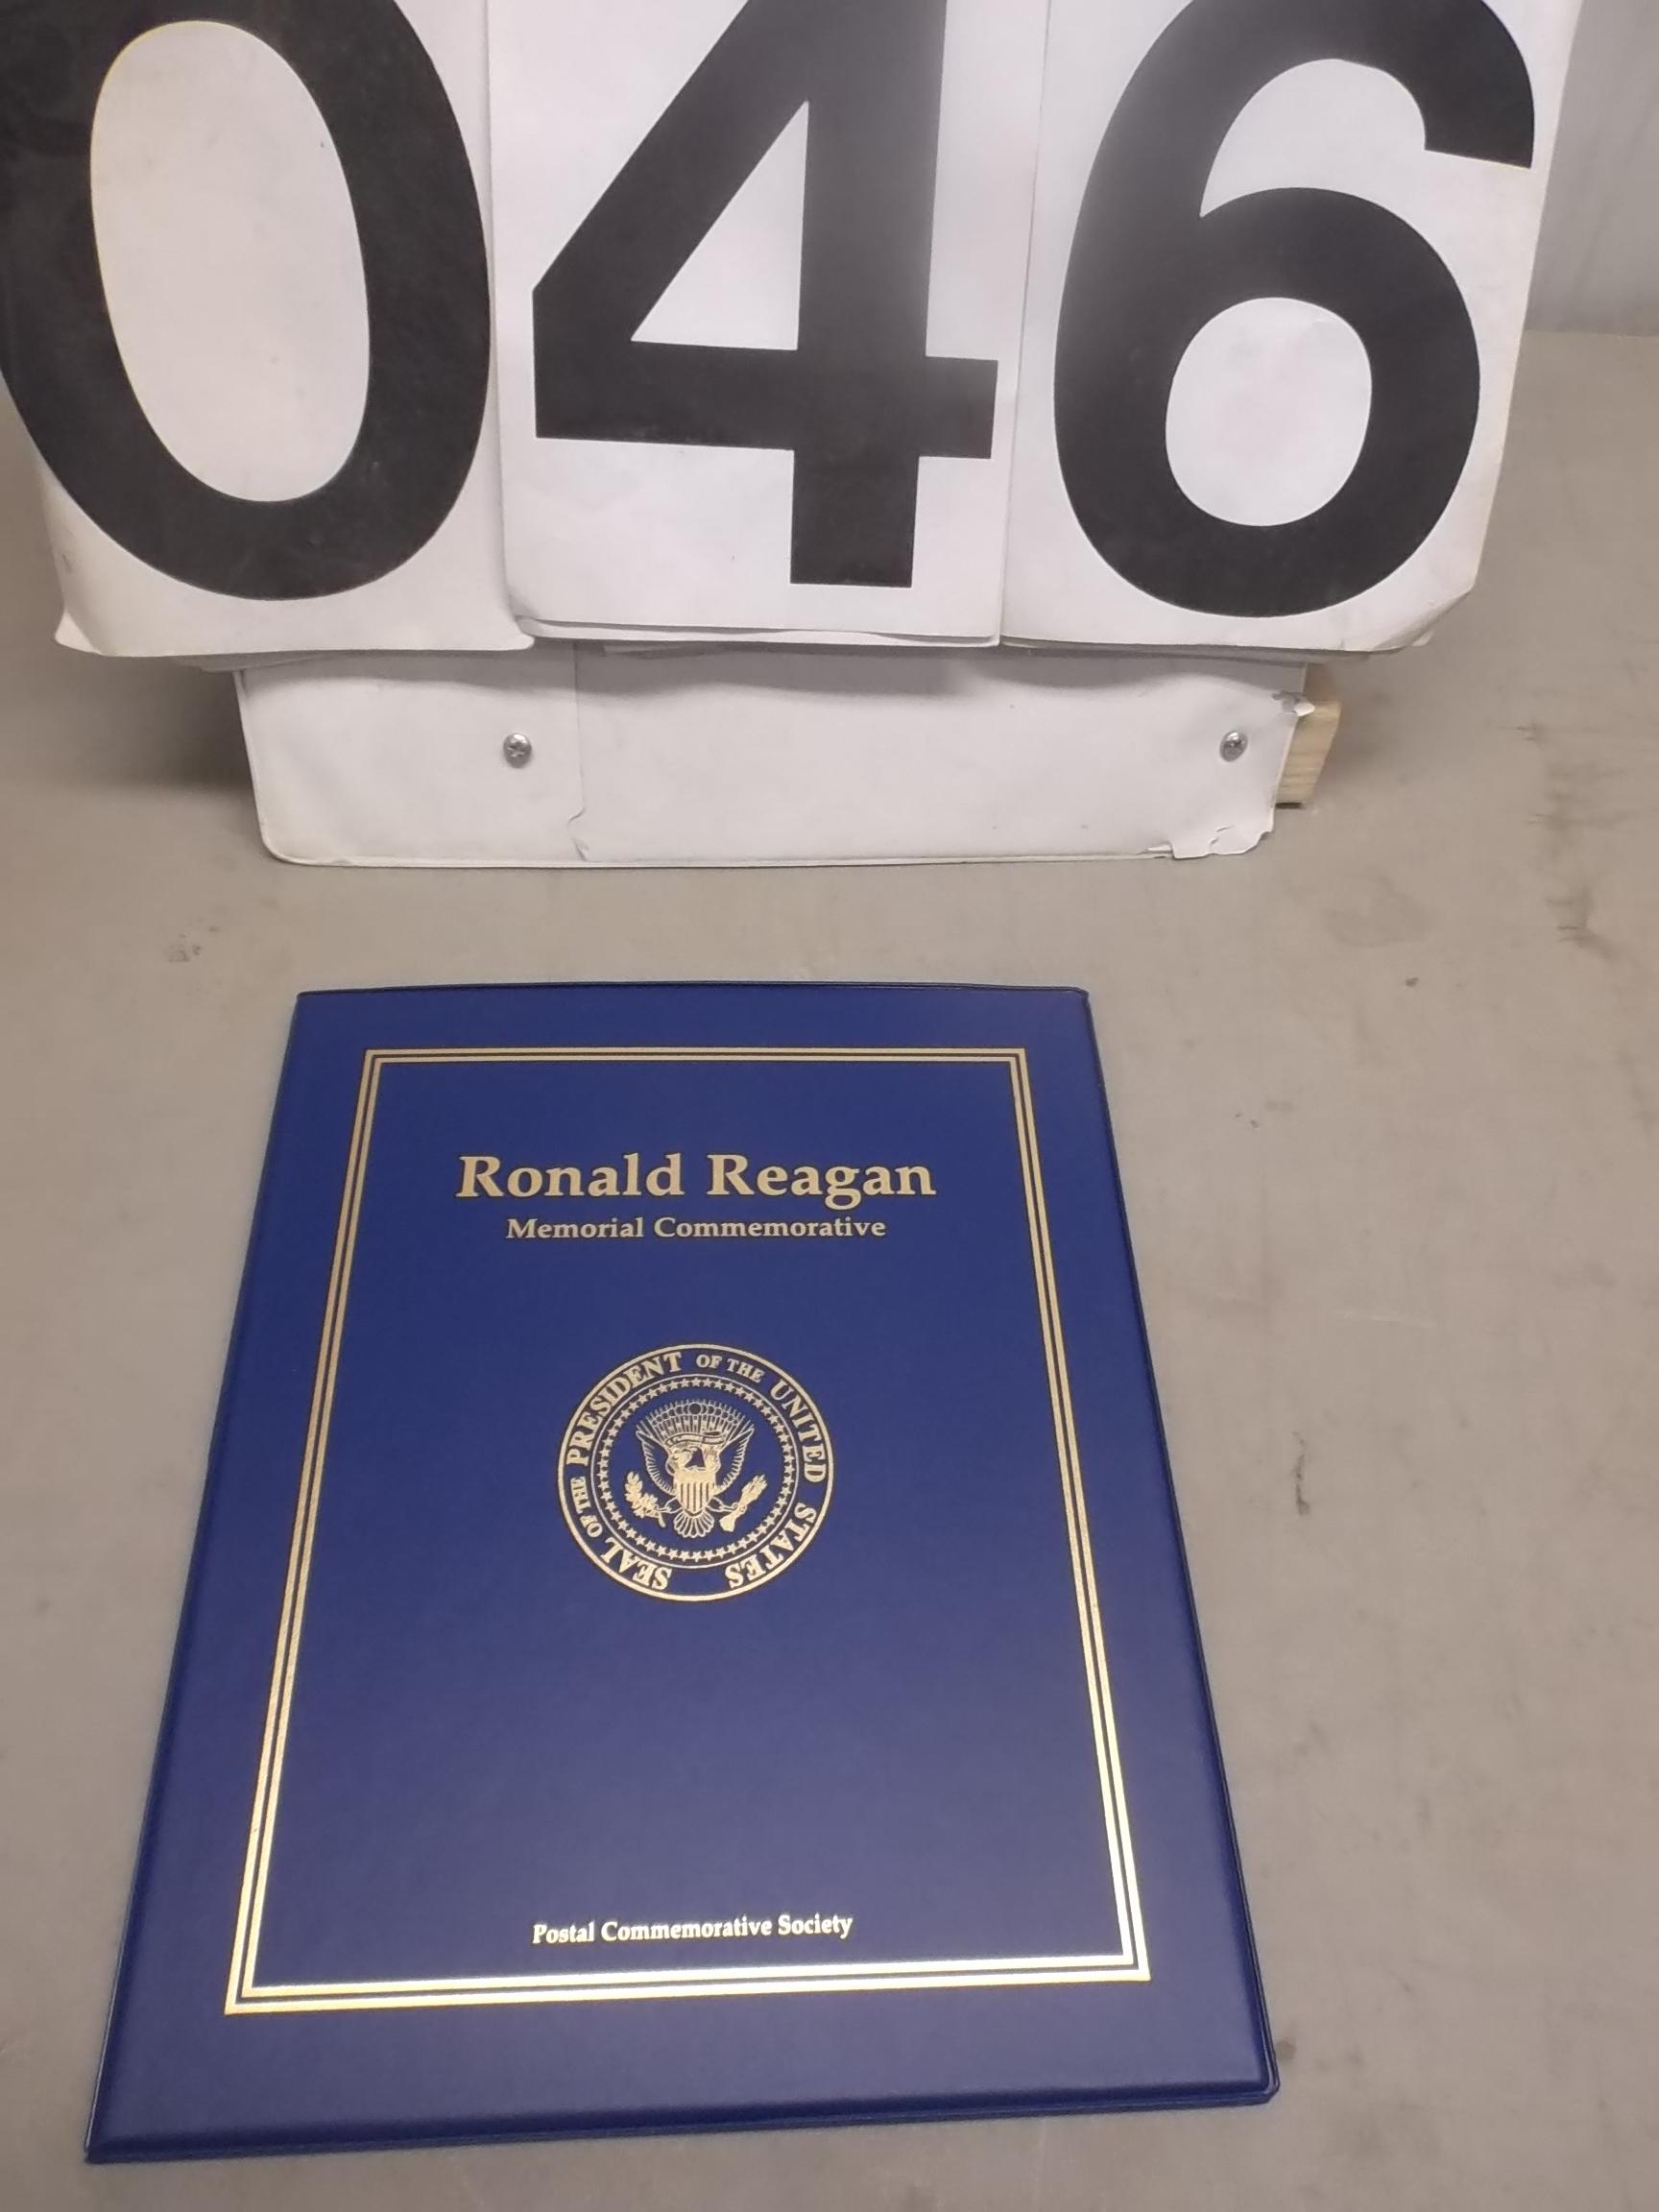 046
Ronald Reagan
Memorial Commemorative
SEAL OF THE PRESIDENT OF THE UNITED STATES
Postal Commemorative Society